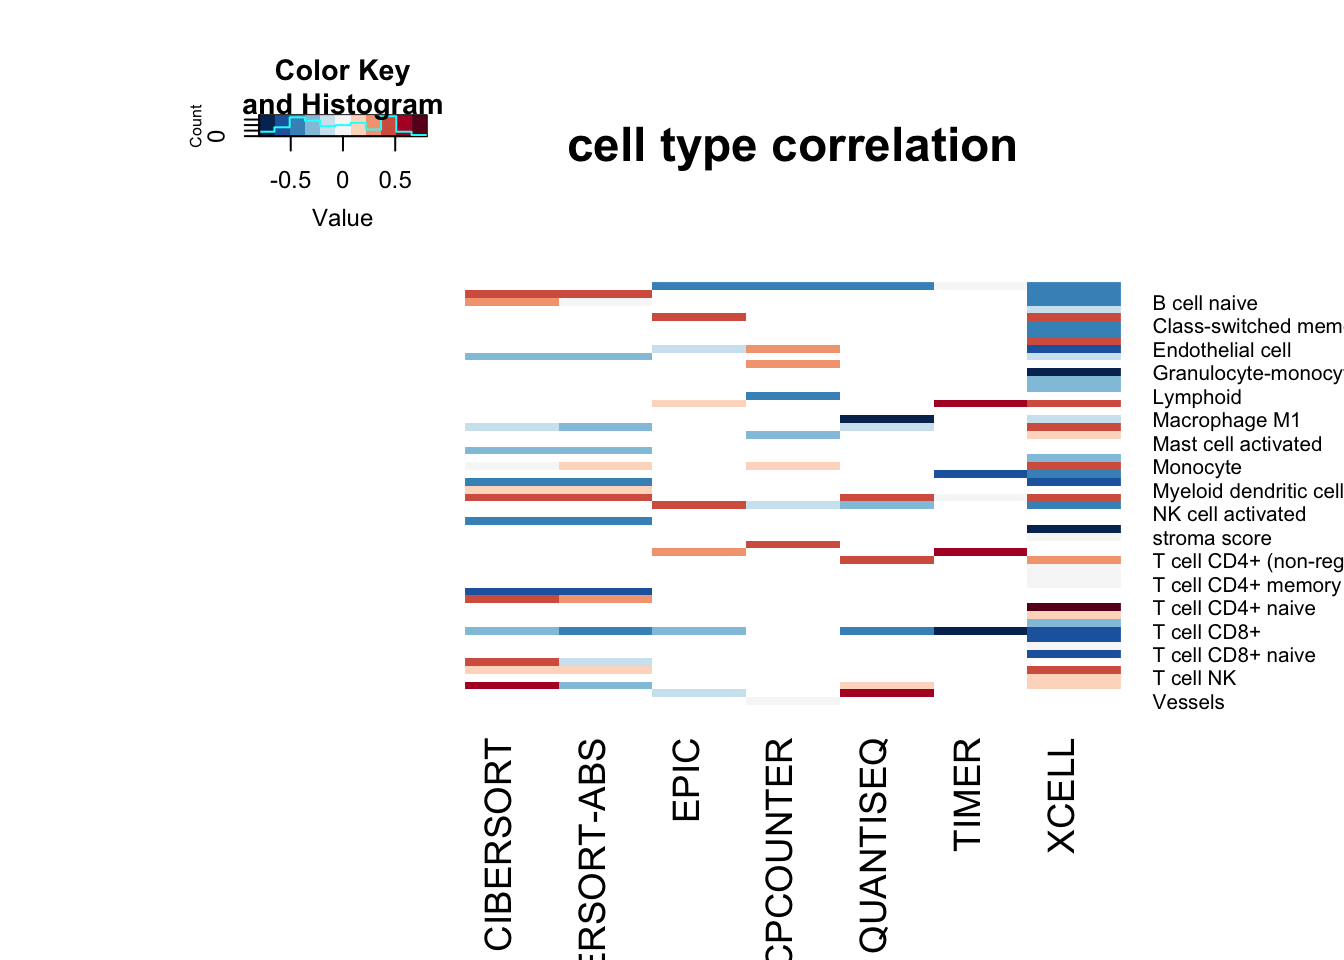 Color Key
and Histogram
Count
0
-0.5 0 0.5
Value
cell type correlation
B cell naive
Class-switched mem
Endothelial cell
Granulocyte-monocy
Lymphoid
Macrophage M1
Mast cell activated
Monocyte
Myeloid dendritic cell
NK cell activated
stroma score
T cell CD4+ (non-reg
T cell CD4+ memory
T cell CD4+ naive
T cell CD8+
T cell CD8+ naive
T cell NK
Vessels
CIBERSORT
ERSORT-ABS
EPIC
CPCOUNTER
QUANTISEQ
TIMER
XCELL